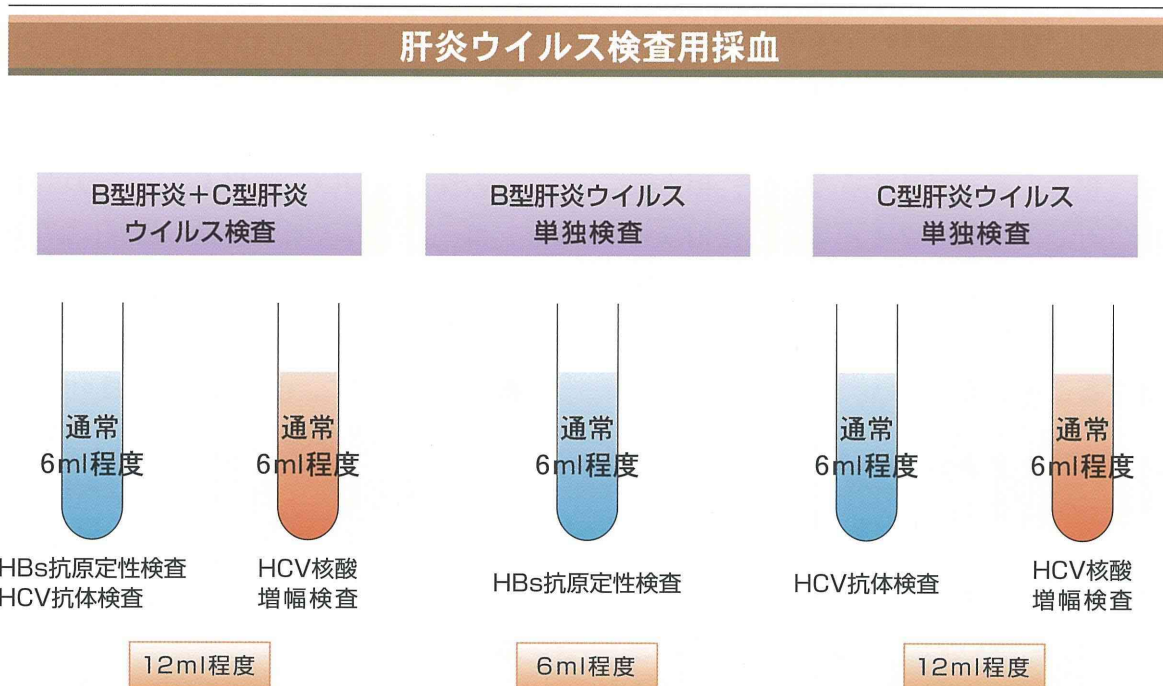 肝炎ウイルス検査用採血
B型肝炎+C型肝炎
ウイルス検査
B型肝炎ウイルス
単独検査
C型肝炎ウイルス
単独検査
通常
6ml程度
通常
6ml程度
通常
6ml程度
通常
6ml程度
通常
6ml程度
HBs抗原定性検査
HCV抗体検査
HCV核酸
増幅検査
HBs抗原定性検査
HCV抗体検査
HCV核酸
増幅検査
12ml程度
6ml程度
12ml程度